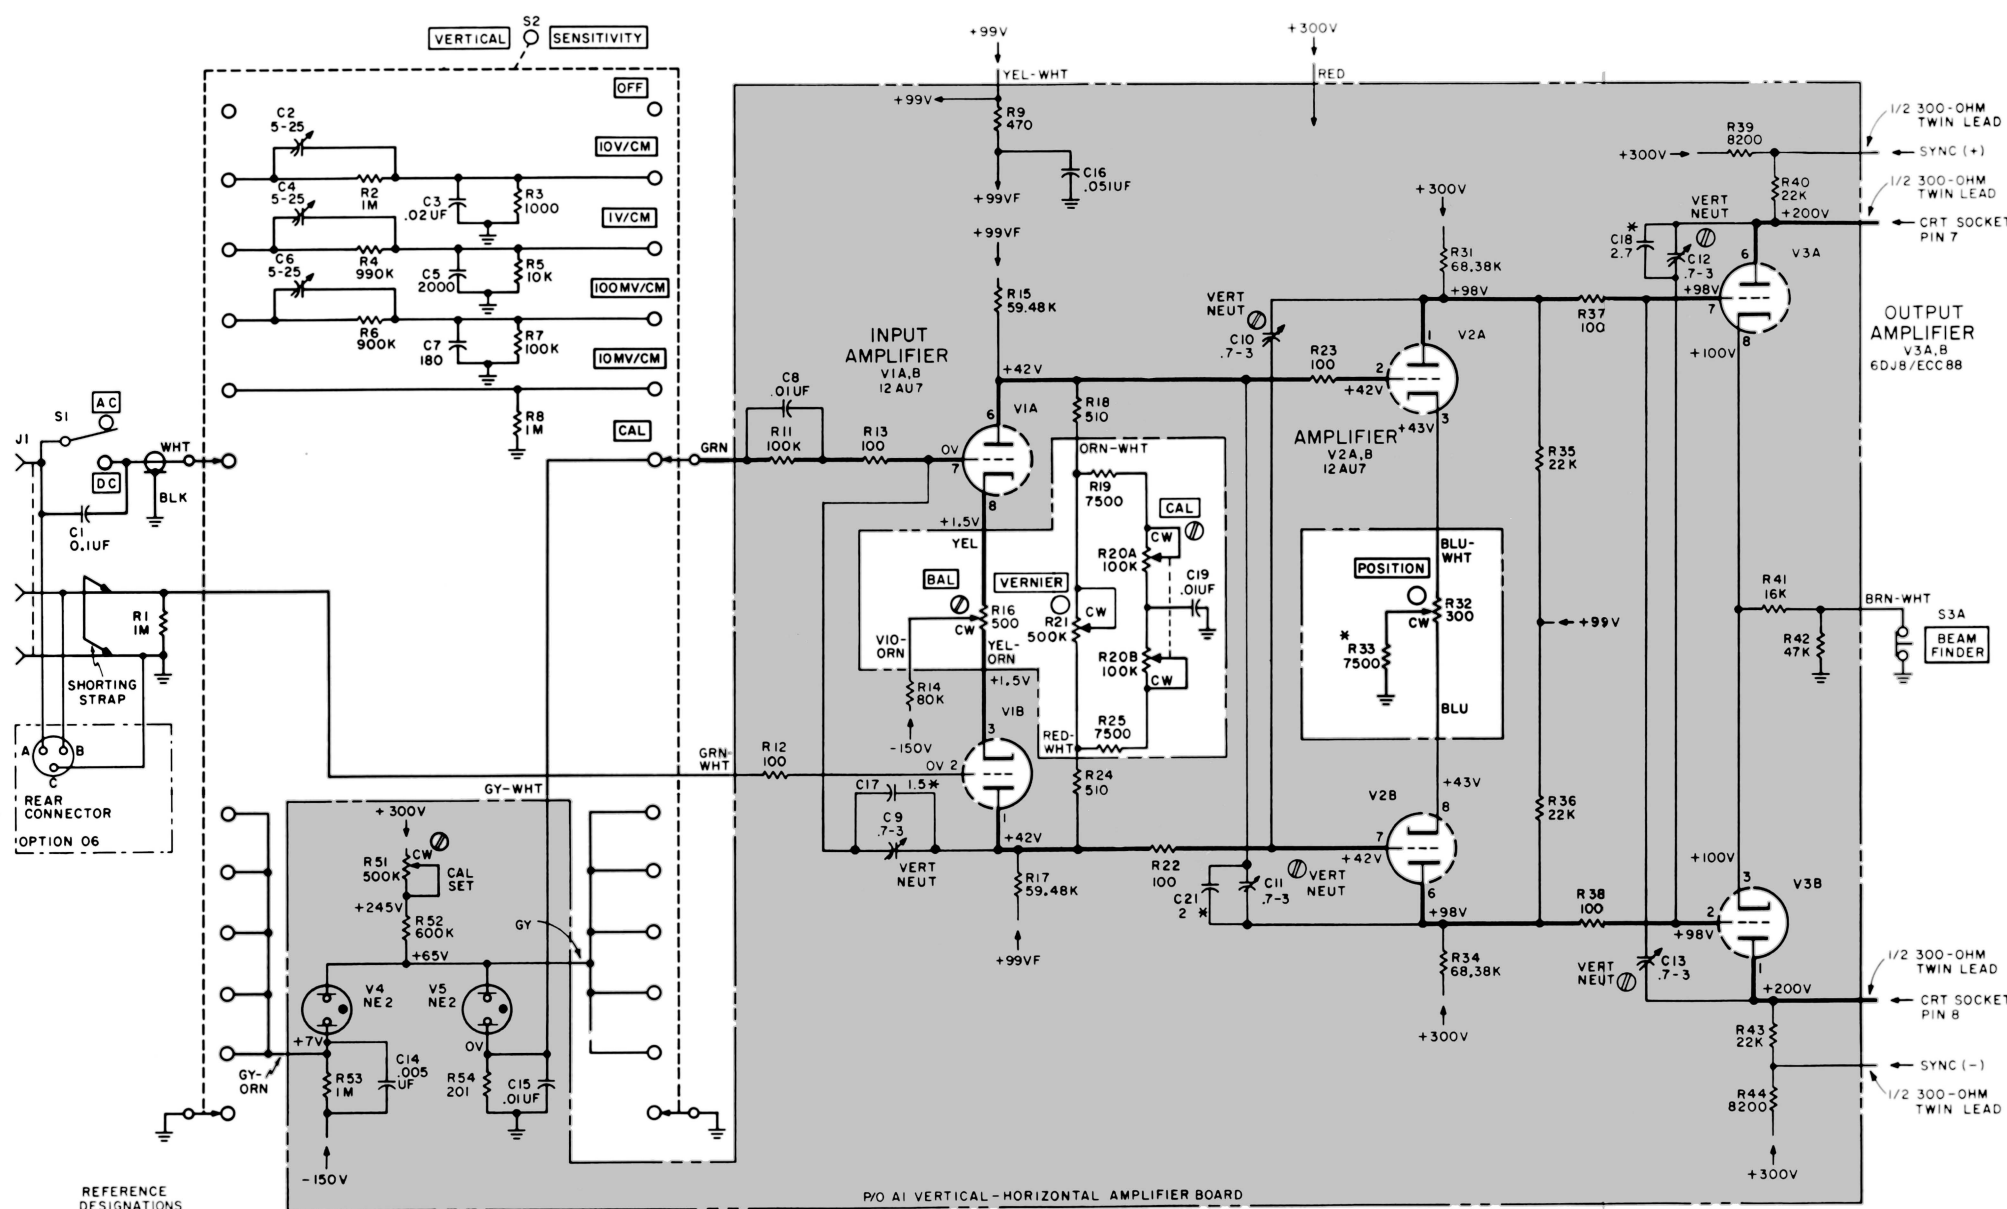 VERTICAL S2 SENSITIVITY
OFF
C2
5-25
10V/CM
R2
1M
C3
.02UF
R3
1000
C4
5-25
1V/CM
R4
990K
C5
2000
R5
10K
C6
5-25
100MV/CM
R6
900K
C7
180
R7
100K
10MV/CM
R8
1M
CAL
J1
S1
AC
DC
WHT
BLK
C1
0.1UF
R1
1M
SHORTING
STRAP
A
B
C
REAR
CONNECTOR
OPTION 06
GY-WHT
+300V
R51
500K
CW
CAL
SET
+245V
R52
600K
+65V
GY
V4
NE2
V5
NE2
+7V
0V
GY-
ORN
R53
1M
C14
.005
UF
R54
201
C15
.01UF
-150V
REFERENCE
DESIGNATIONS
+99V
YEL-WHT
+99V
R9
470
C16
.051UF
+99VF
+99VF
R15
59.48K
+300V
RED
INPUT
AMPLIFIER
V1A,B
12AU7
+42V
C8
.01UF
R11
100K
R13
100
GRN
0V
7
6
V1A
8
+1.5V
YEL
BAL
R16
500
CW
VIO-
ORN
YEL-
ORN
+1.5V
R14
80K
-150V
V1B
3
GRN-
WHT
R12
100
0V 2
1
C17
1.5*
C9
.7-3
VERT
NEUT
+42V
R17
59.48K
+99VF
R18
510
ORN-WHT
R19
7500
CAL
CW
R20A
100K
VERNIER
CW
R21
500K
C19
.01UF
R20B
100K
CW
R25
7500
RED-
WHT
R24
510
R22
100
VERT
NEUT
C10
.7-3
R23
100
2
+42V
V2A
1
3
+43V
AMPLIFIER
V2A,B
12AU7
+300V
R31
68.38K
+98V
BLU-
WHT
POSITION
R32
300
CW
*
R33
7500
BLU
+43V
V2B
8
7
+42V
6
+98V
C21
2 *
C11
.7-3
VERT
NEUT
R34
68.38K
+300V
R35
22K
+99V
R36
22K
R37
100
R38
100
+300V
R39
8200
R40
22K
VERT
NEUT
*
C18
2.7
C12
.7-3
+200V
6
V3A
+98V
7
8
+100V
OUTPUT
AMPLIFIER
V3A,B
6DJ8/ECC88
1/2 300-OHM
TWIN LEAD
SYNC (+)
1/2 300-OHM
TWIN LEAD
CRT SOCKET
PIN 7
R41
16K
BRN-WHT
R42
47K
S3A
BEAM
FINDER
+100V
3
V3B
2
+98V
1
VERT
NEUT
C13
.7-3
+200V
1/2 300-OHM
TWIN LEAD
CRT SOCKET
PIN 8
R43
22K
SYNC (-)
1/2 300-OHM
TWIN LEAD
R44
8200
+300V
P/O A1 VERTICAL-HORIZONTAL AMPLIFIER BOARD